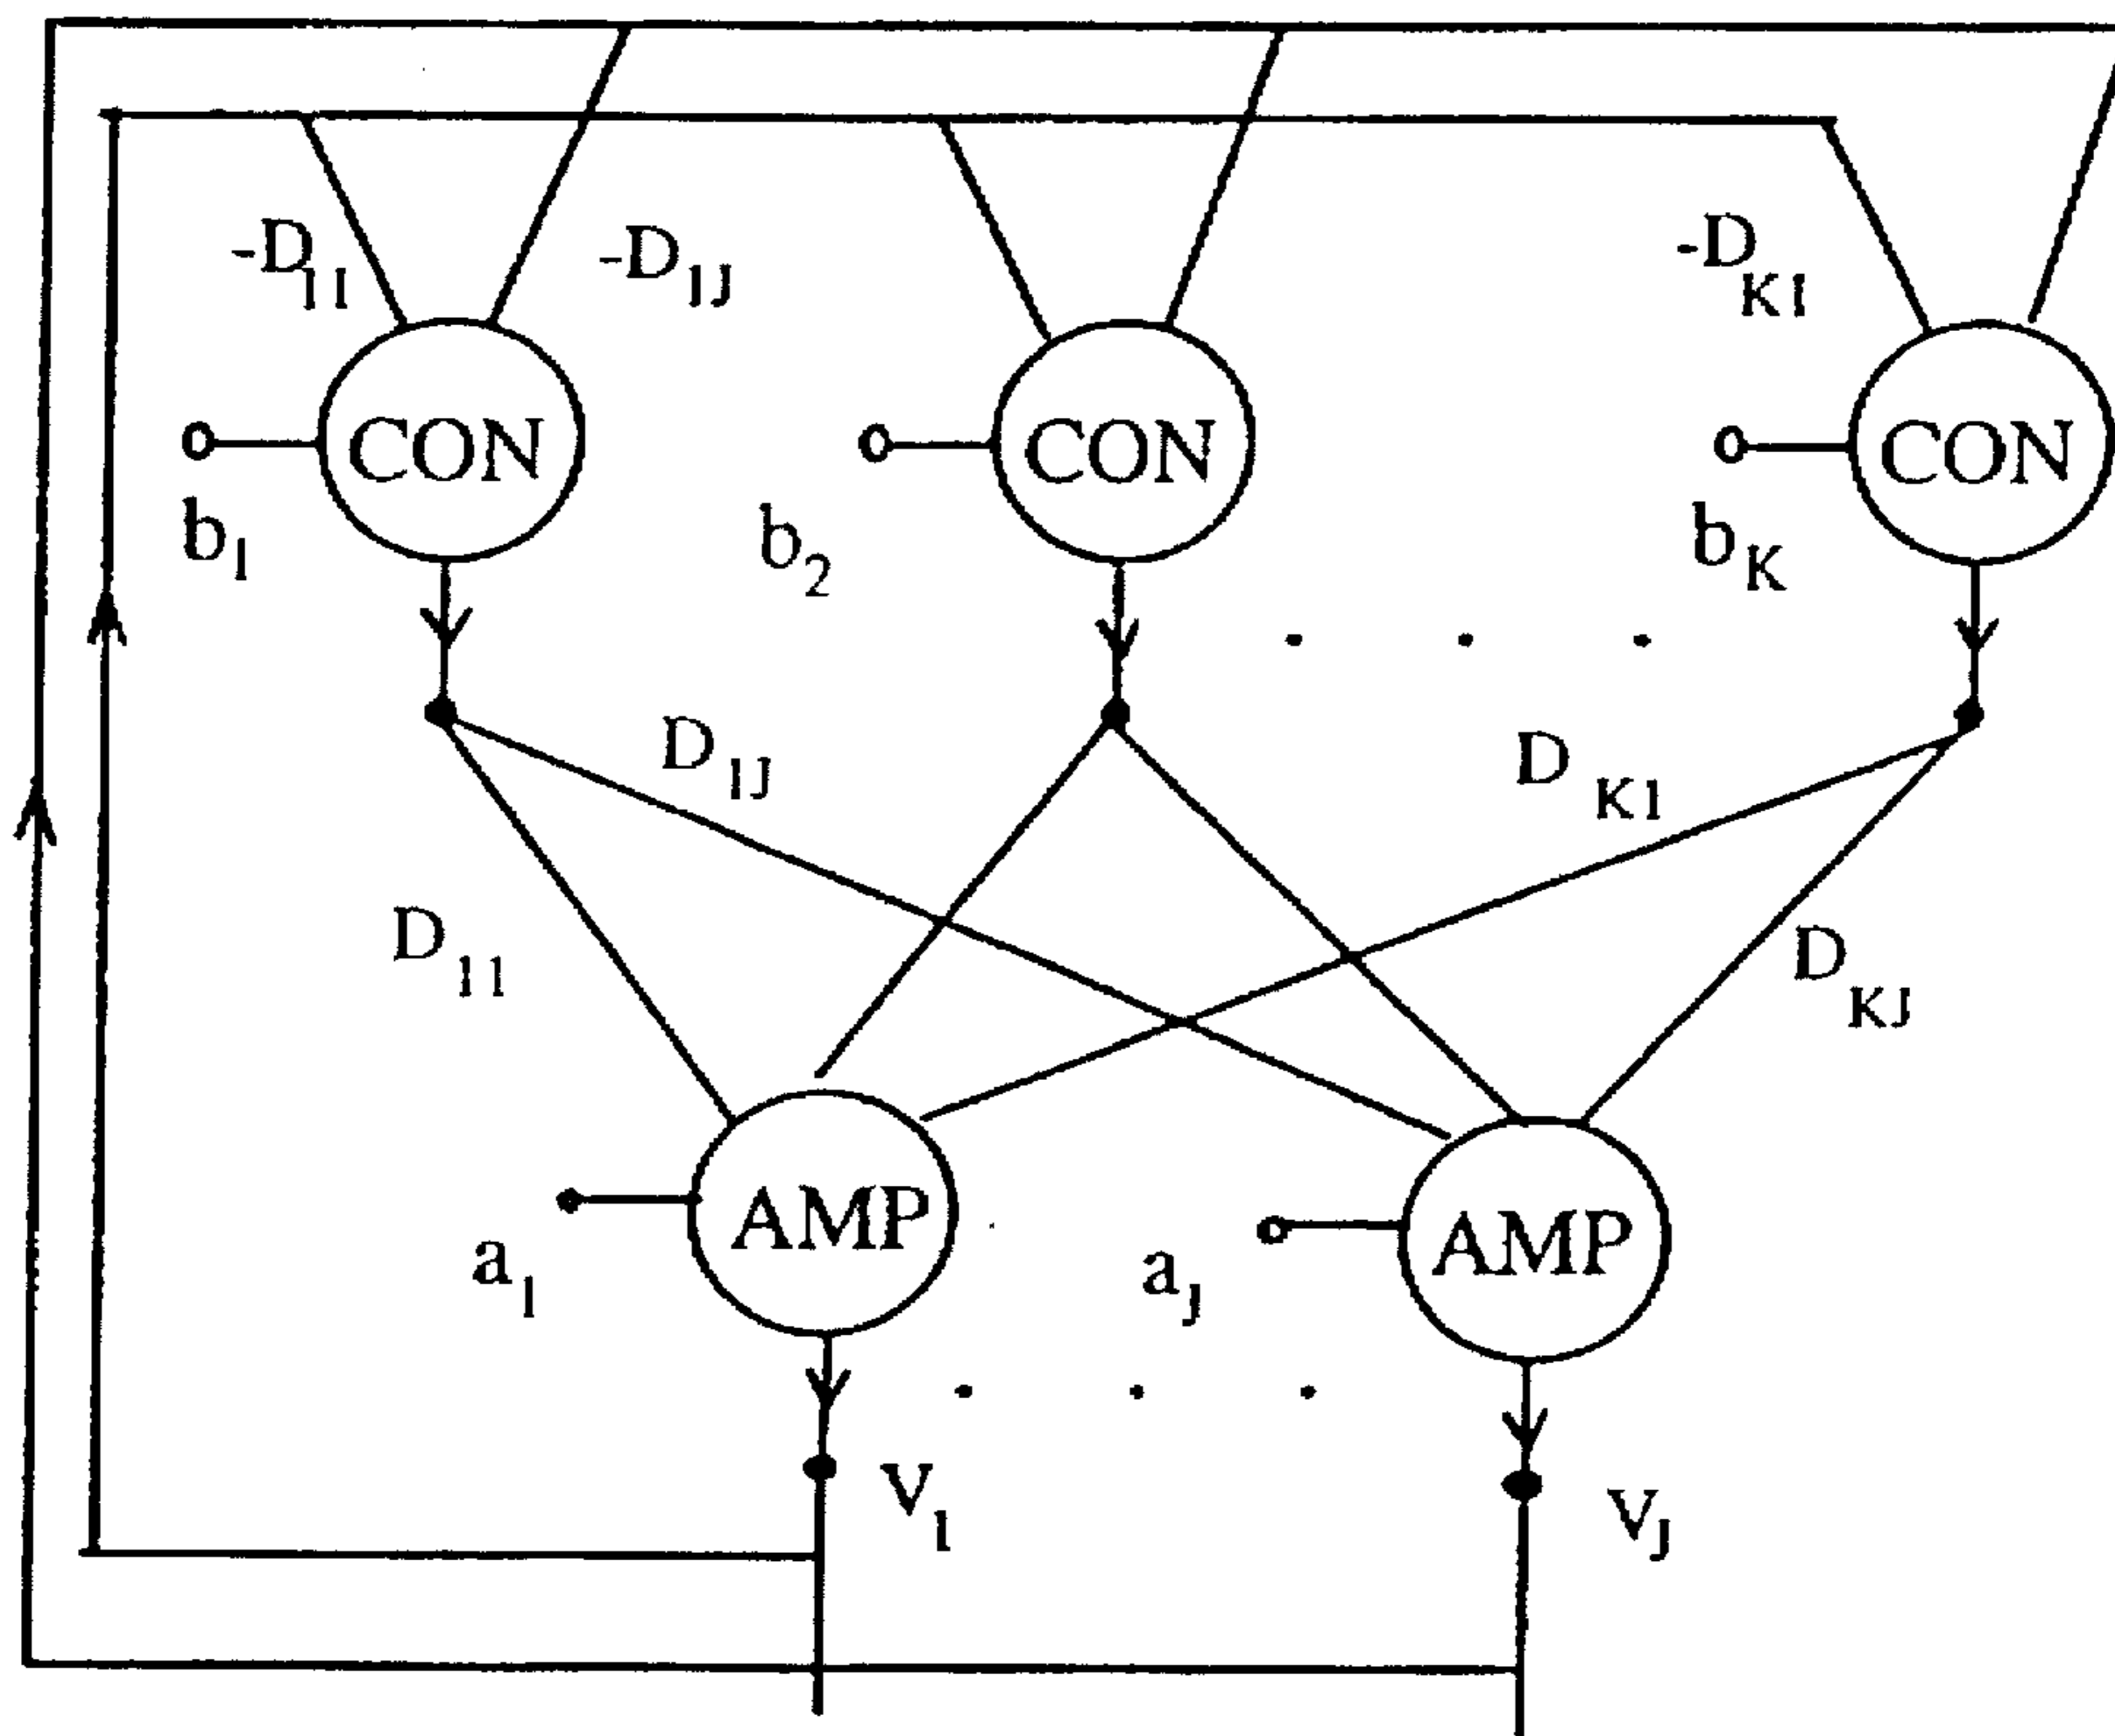 -D11 -D1J -DK1
CON CON CON
b1 b2 bK
D1J DK1
D11 DKJ
AMP AMP
a1 aJ
V1 VJ